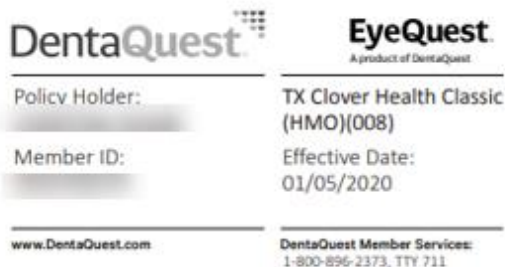 DentaQuest
EyeQuest
A product of DentaQuest
Policy Holder:
TX Clover Health Classic
(HMO)(008)
Member ID:
Effective Date:
01/05/2020
www.DentaQuest.com
DentaQuest Member Services:
1-800-896-2373, TTY 711